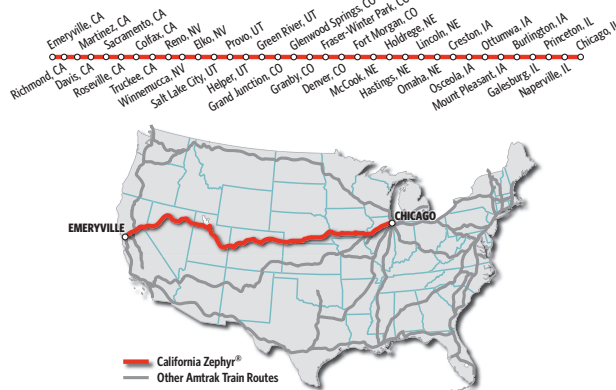 Emeryville, CA
Martinez, CA
Sacramento, CA
Colfax, CA
Reno, NV
Elko, NV
Provo, UT
Green River, UT
Glenwood Springs, CO
Fraser-Winter Park, CO
Fort Morgan, CO
Holdrege, NE
Lincoln, NE
Creston, IA
Ottumwa, IA
Burlington, IA
Princeton, IL
Chicago, IL
Richmond, CA
Davis, CA
Roseville, CA
Truckee, CA
Winnemucca, NV
Salt Lake City, UT
Helper, UT
Grand Junction, CO
Granby, CO
Denver, CO
McCook, NE
Hastings, NE
Omaha, NE
Osceola, IA
Mount Pleasant, IA
Galesburg, IL
Naperville, IL
EMERYVILLE
CHICAGO
California Zephyr®
Other Amtrak Train Routes